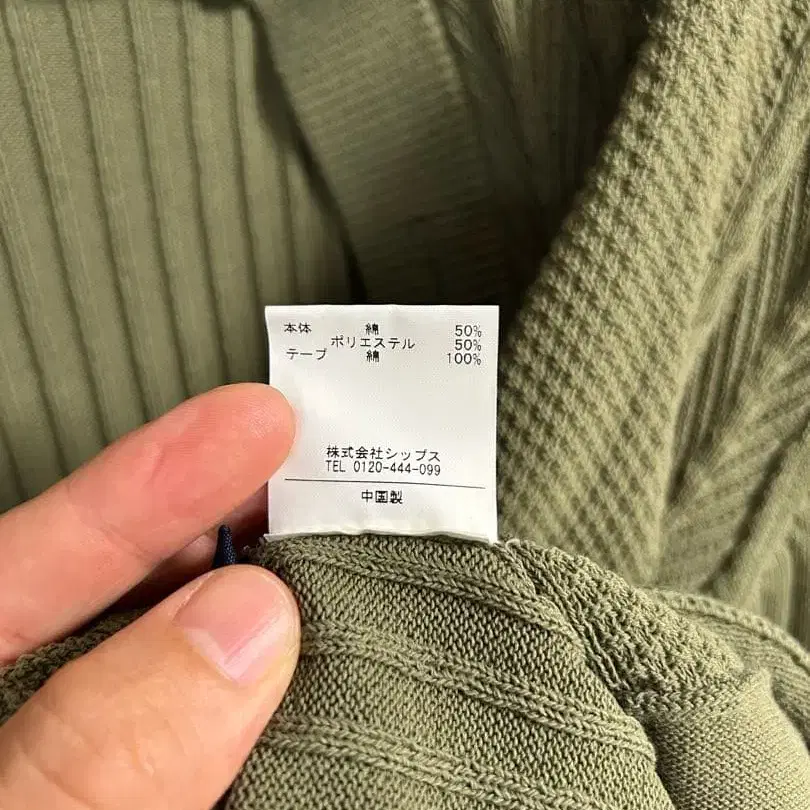 本体 綿 50%
ポリエステル 50%
テープ 綿 100%
株式会社シップス
TEL 0120-444-099
中国製